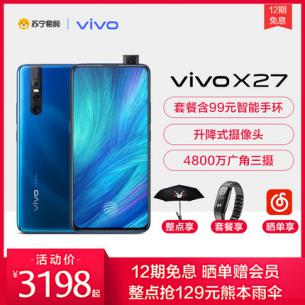 苏宁易购 vivo
12期
免息
vivo X27
套餐含99元智能手环
升降式摄像头
4800万广角三摄
vivo
整点享 套餐享 晒单享
活动价
¥3198起
12期免息 晒单赠会员
整点抢129元熊本雨伞